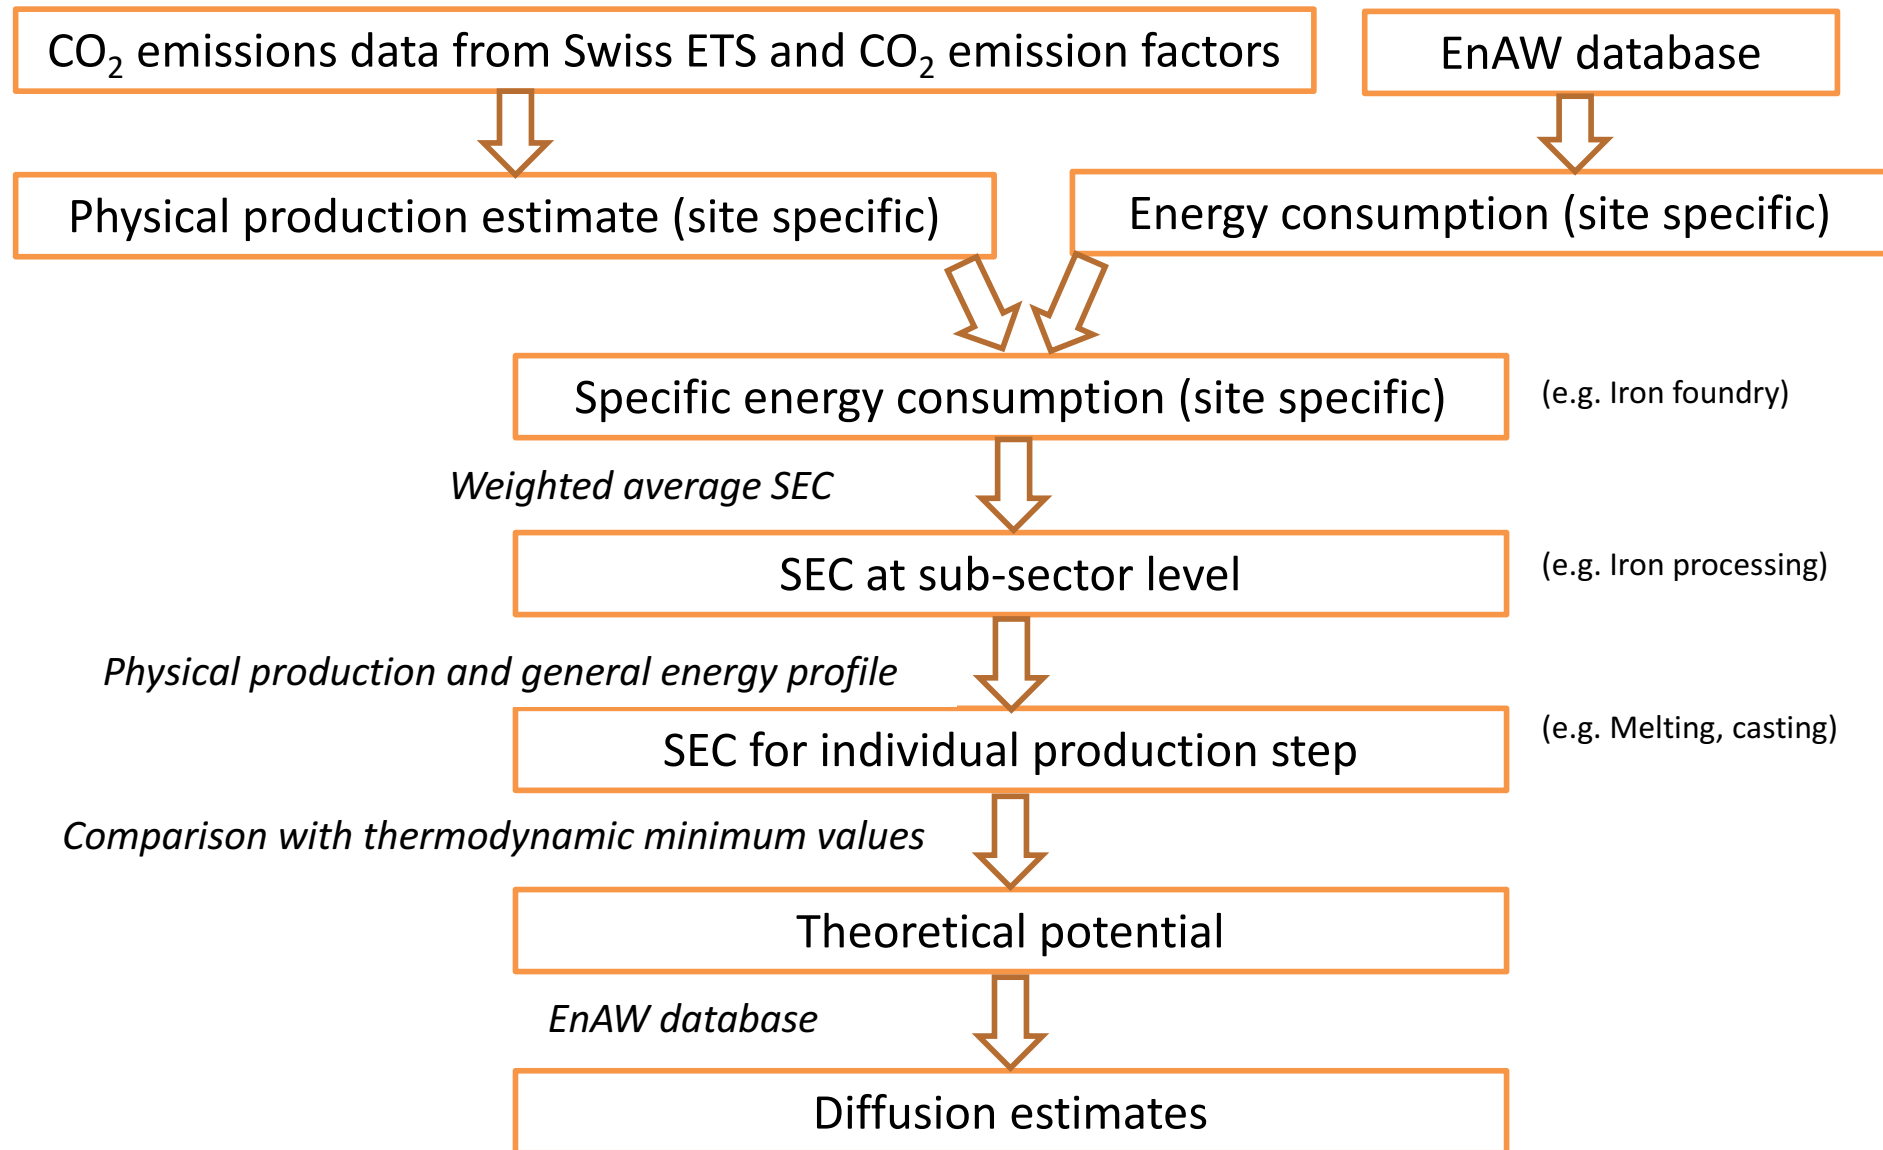 CO₂ emissions data from Swiss ETS and CO₂ emission factors
EnAW database
Physical production estimate (site specific)
Energy consumption (site specific)
Specific energy consumption (site specific)
(e.g. Iron foundry)
Weighted average SEC
SEC at sub-sector level
(e.g. Iron processing)
Physical production and general energy profile
SEC for individual production step
(e.g. Melting, casting)
Comparison with thermodynamic minimum values
Theoretical potential
EnAW database
Diffusion estimates